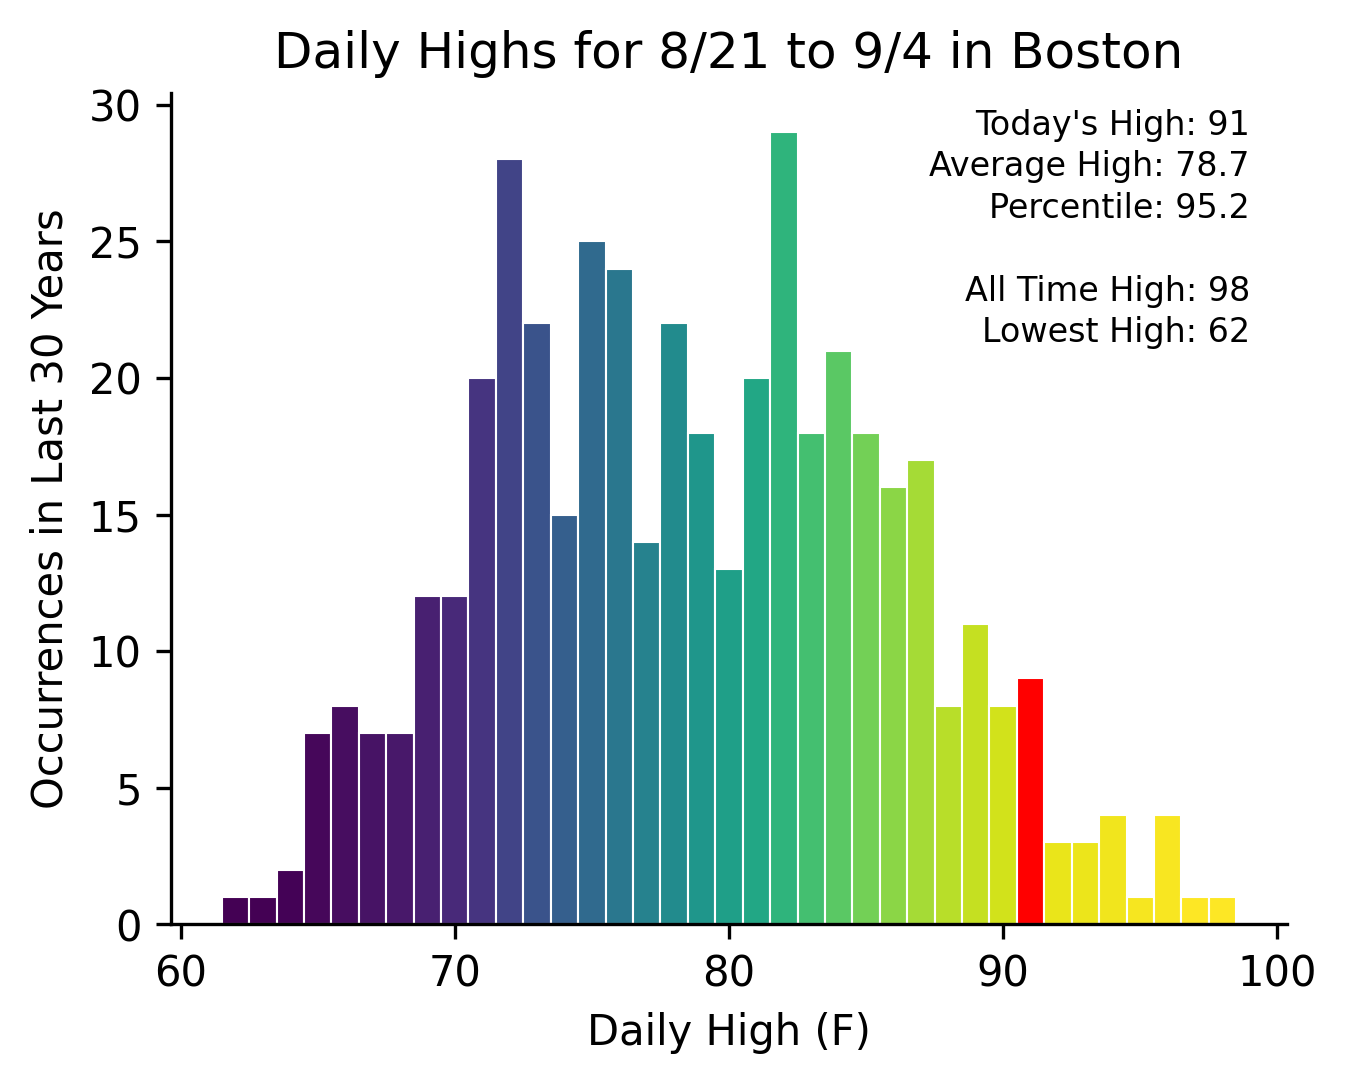 Daily Highs for 8/21 to 9/4 in Boston
Today's High: 91
Average High: 78.7
Percentile: 95.2
All Time High: 98
Lowest High: 62
Occurrences in Last 30 Years
30
25
20
15
10
5
0
60 70 80 90 100
Daily High (F)